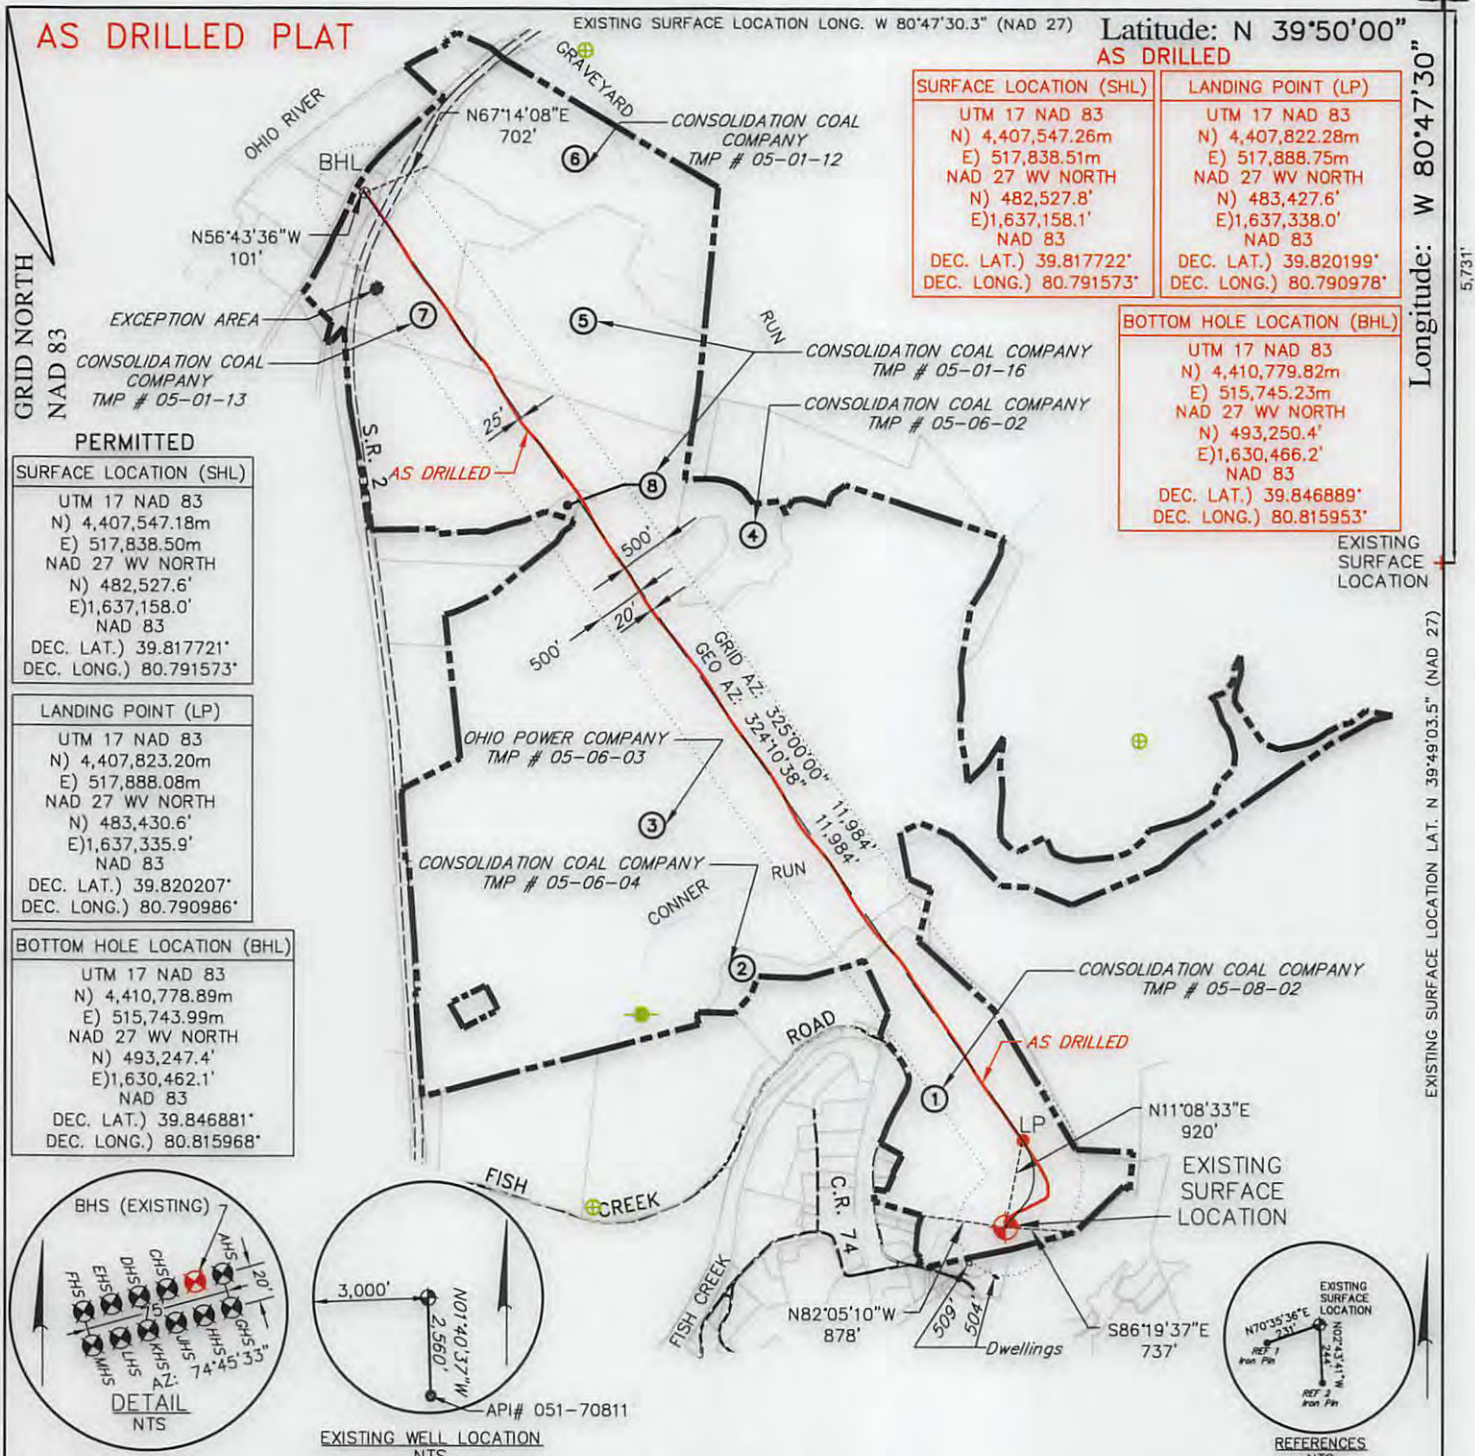 AS DRILLED PLAT
EXISTING SURFACE LOCATION LONG. W 80°47'30.3" (NAD 27)
Latitude: N 39°50'00"
Longitude: W 80°47'30"
5,731'
AS DRILLED
SURFACE LOCATION (SHL)
UTM 17 NAD 83
N) 4,407,547.26m
E) 517,838.51m
NAD 27 WV NORTH
N) 482,527.8'
E)1,637,158.1'
NAD 83
DEC. LAT.) 39.817722°
DEC. LONG.) 80.791573°
LANDING POINT (LP)
UTM 17 NAD 83
N) 4,407,822.28m
E) 517,888.75m
NAD 27 WV NORTH
N) 483,427.6'
E)1,637,338.0'
NAD 83
DEC. LAT.) 39.820199°
DEC. LONG.) 80.790978°
BOTTOM HOLE LOCATION (BHL)
UTM 17 NAD 83
N) 4,410,779.82m
E) 515,745.23m
NAD 27 WV NORTH
N) 493,250.4'
E)1,630,466.2'
NAD 83
DEC. LAT.) 39.846889°
DEC. LONG.) 80.815953°
EXISTING
SURFACE
LOCATION
EXISTING SURFACE LOCATION LAT. N 39°49'03.5" (NAD 27)
GRID NORTH
NAD 83
OHIO RIVER
GRAVEYARD
N67°14'08"E
702'
BHL
N56°43'36"W
101'
6
CONSOLIDATION COAL
COMPANY
TMP # 05-01-12
EXCEPTION AREA
7
CONSOLIDATION COAL
COMPANY
TMP # 05-01-13
5
RUN
CONSOLIDATION COAL COMPANY
TMP # 05-01-16
CONSOLIDATION COAL COMPANY
TMP # 05-06-02
25'
S.R. 2
AS DRILLED
8
4
500'
20'
500'
GRID AZ: 325°00'00" 11,984'
GEO AZ: 324°10'38" 11,984'
PERMITTED
SURFACE LOCATION (SHL)
UTM 17 NAD 83
N) 4,407,547.18m
E) 517,838.50m
NAD 27 WV NORTH
N) 482,527.6'
E)1,637,158.0'
NAD 83
DEC. LAT.) 39.817721°
DEC. LONG.) 80.791573°
LANDING POINT (LP)
UTM 17 NAD 83
N) 4,407,823.20m
E) 517,888.08m
NAD 27 WV NORTH
N) 483,430.6'
E)1,637,335.9'
NAD 83
DEC. LAT.) 39.820207°
DEC. LONG.) 80.790986°
BOTTOM HOLE LOCATION (BHL)
UTM 17 NAD 83
N) 4,410,778.89m
E) 515,743.99m
NAD 27 WV NORTH
N) 493,247.4'
E)1,630,462.1'
NAD 83
DEC. LAT.) 39.846881°
DEC. LONG.) 80.815968°
OHIO POWER COMPANY
TMP # 05-06-03
3
CONSOLIDATION COAL COMPANY
TMP # 05-06-04
CONNER RUN
2
CONSOLIDATION COAL COMPANY
TMP # 05-08-02
ROAD
AS DRILLED
1
LP
N11°08'33"E
920'
EXISTING
SURFACE
LOCATION
FISH CREEK
C.R. 74
FISH CREEK
N82°05'10"W
878'
509
504
Dwellings
S86°19'37"E
737'
BHS (EXISTING)
FHS
EHS
DHS
CHS
AHS
20'
75'
MHS
LHS
KHS
JHS
HHS
GHS
AZ: 74°45'33"
DETAIL
NTS
3,000'
N01°40'37"W
2,560'
API# 051-70811
EXISTING WELL LOCATION
NTS
EXISTING
SURFACE
LOCATION
N70°35'36"E
231'
REF 1
Iron Pin
N02°43'41"W
244'
REF 2
Iron Pin
REFERENCES
NTS